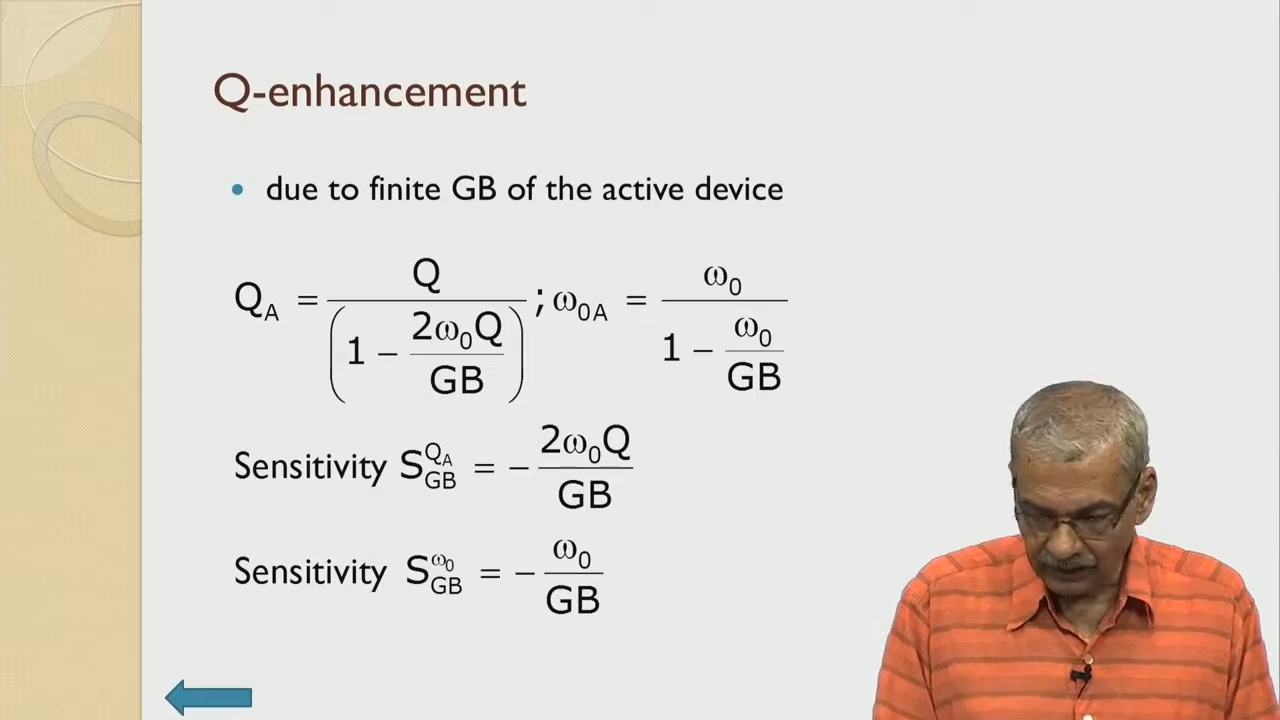 Q-enhancement
• due to finite GB of the active device
Q_A = Q / (1 − 2ω₀Q / GB) ; ω_0A = ω₀ / (1 − ω₀ / GB)
Sensitivity S_GB^Q_A = − 2ω₀Q / GB
Sensitivity S_GB^ω₀ = − ω₀ / GB